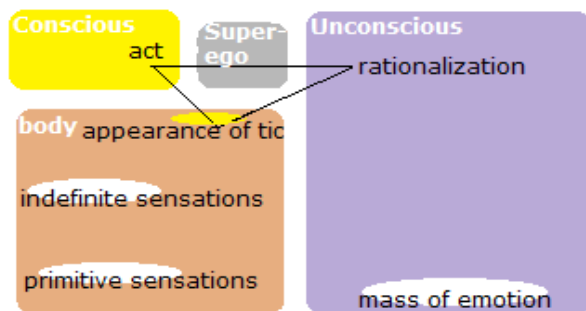 Conscious
act
Super-
ego
Unconscious
rationalization
body
appearance of tic
indefinite sensations
primitive sensations
mass of emotion